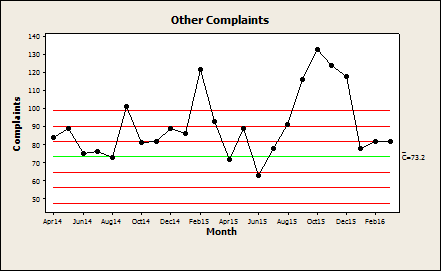 Other Complaints
140
130
120
110
100
90
80
70
60
50
Complaints
C̅=73.2
Apr14 Jun14 Aug14 Oct14 Dec14 Feb15 Apr15 Jun15 Aug15 Oct15 Dec15 Feb16
Month